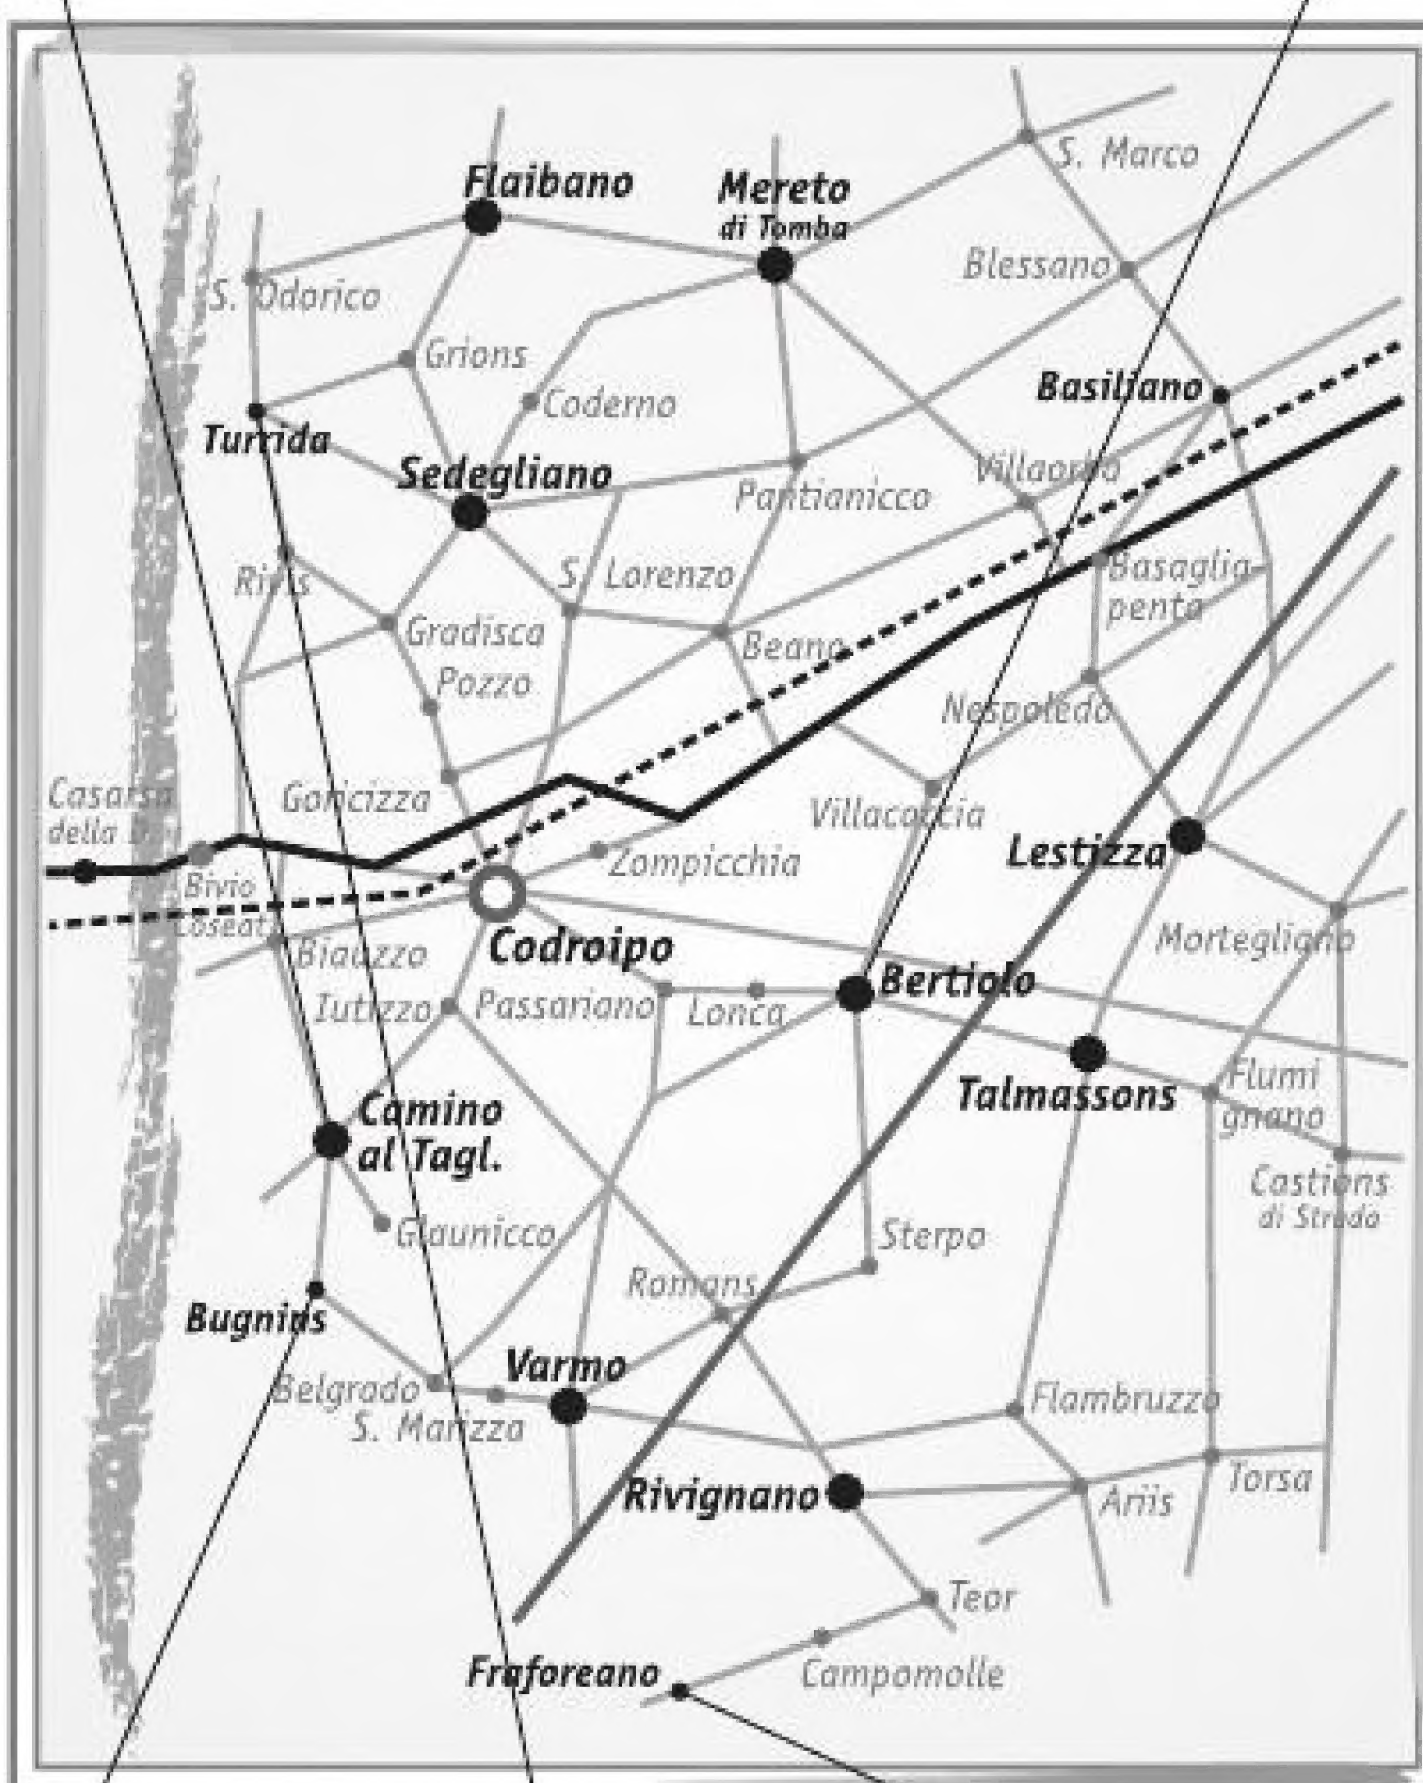 S. Marco
Flaibano
Mereto
di Tomba
Blessano
S. Odorico
Grions
Basiliano
Coderno
Turrida
Sedegliano
Villaorba
Pantianicco
Rivis
S. Lorenzo
Basaglia-
penta
Gradisca
Beano
Pozzo
Nespoledo
Casarsa
della D
Goricizza
Villacaccia
Lestizza
Zompicchia
Bivio
Coseat
Biauzzo
Codroipo
Mortegliano
Bertiolo
Iutizzo
Passariano
Lonca
Talmassons
Flumi
gnano
Camino
al Tagl.
Castions
di Strada
Glaunicco
Sterpo
Romans
Bugnins
Varmo
Belgrado
S. Marizza
Flambruzzo
Rivignano
Ariis
Torsa
Teor
Fraforeano
Campomolle